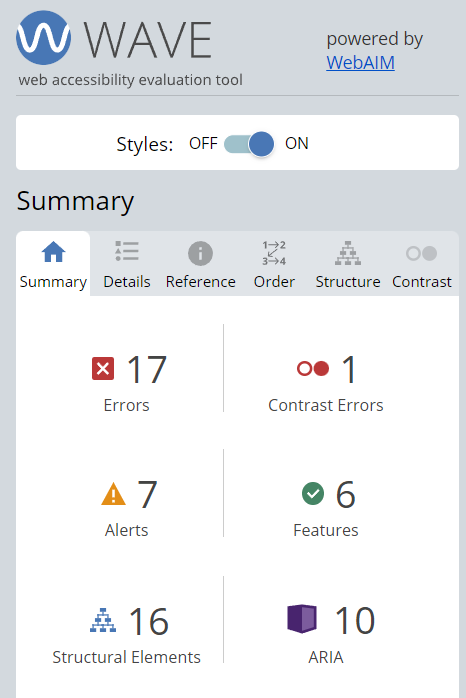 WAVE
web accessibility evaluation tool
powered by
WebAIM
Styles: OFF ON
Summary
Summary Details Reference Order Structure Contrast
1 2
3 4
17 1
Errors Contrast Errors
7 6
Alerts Features
16 10
Structural Elements ARIA